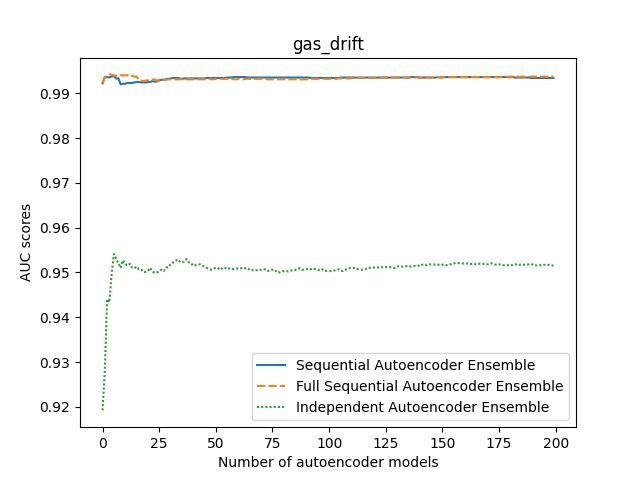 gas_drift
AUC scores
0.99
0.98
0.97
0.96
0.95
0.94
0.93
0.92
Sequential Autoencoder Ensemble
Full Sequential Autoencoder Ensemble
Independent Autoencoder Ensemble
0 25 50 75 100 125 150 175 200
Number of autoencoder models